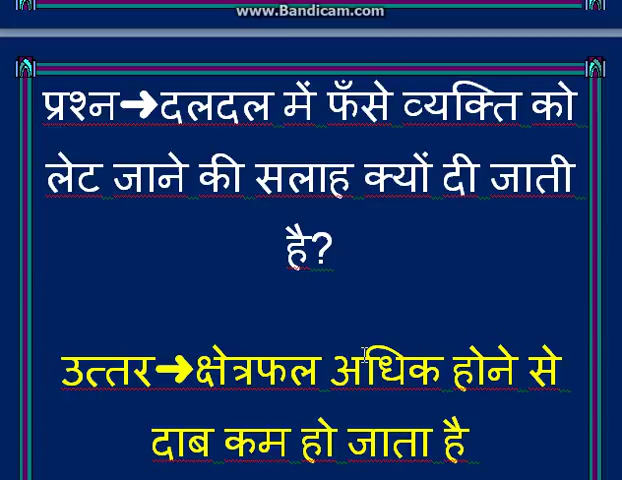 www.Bandicam.com
प्रश्न➜दलदल में फँसे व्यक्ति को
लेट जाने की सलाह क्यों दी जाती
है?
उत्तर➜क्षेत्रफल अधिक होने से
दाब कम हो जाता है